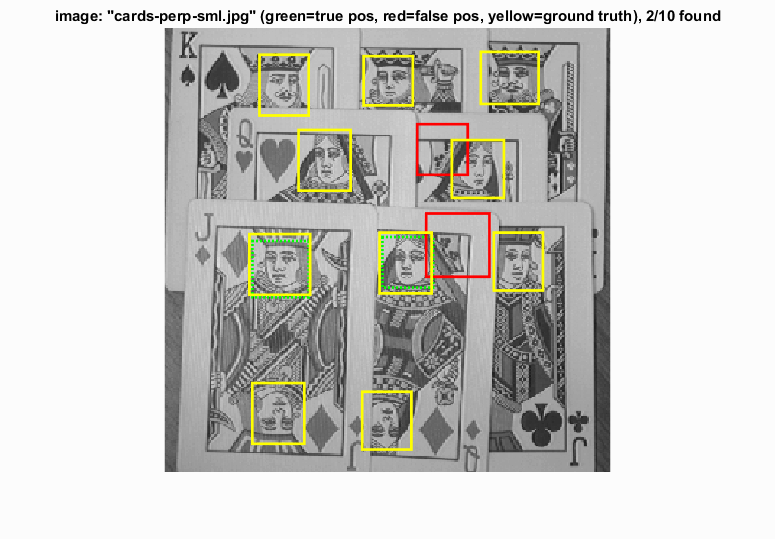 image: "cards-perp-sml.jpg" (green=true pos, red=false pos, yellow=ground truth), 2/10 found
K
Q
J
J
Q
J